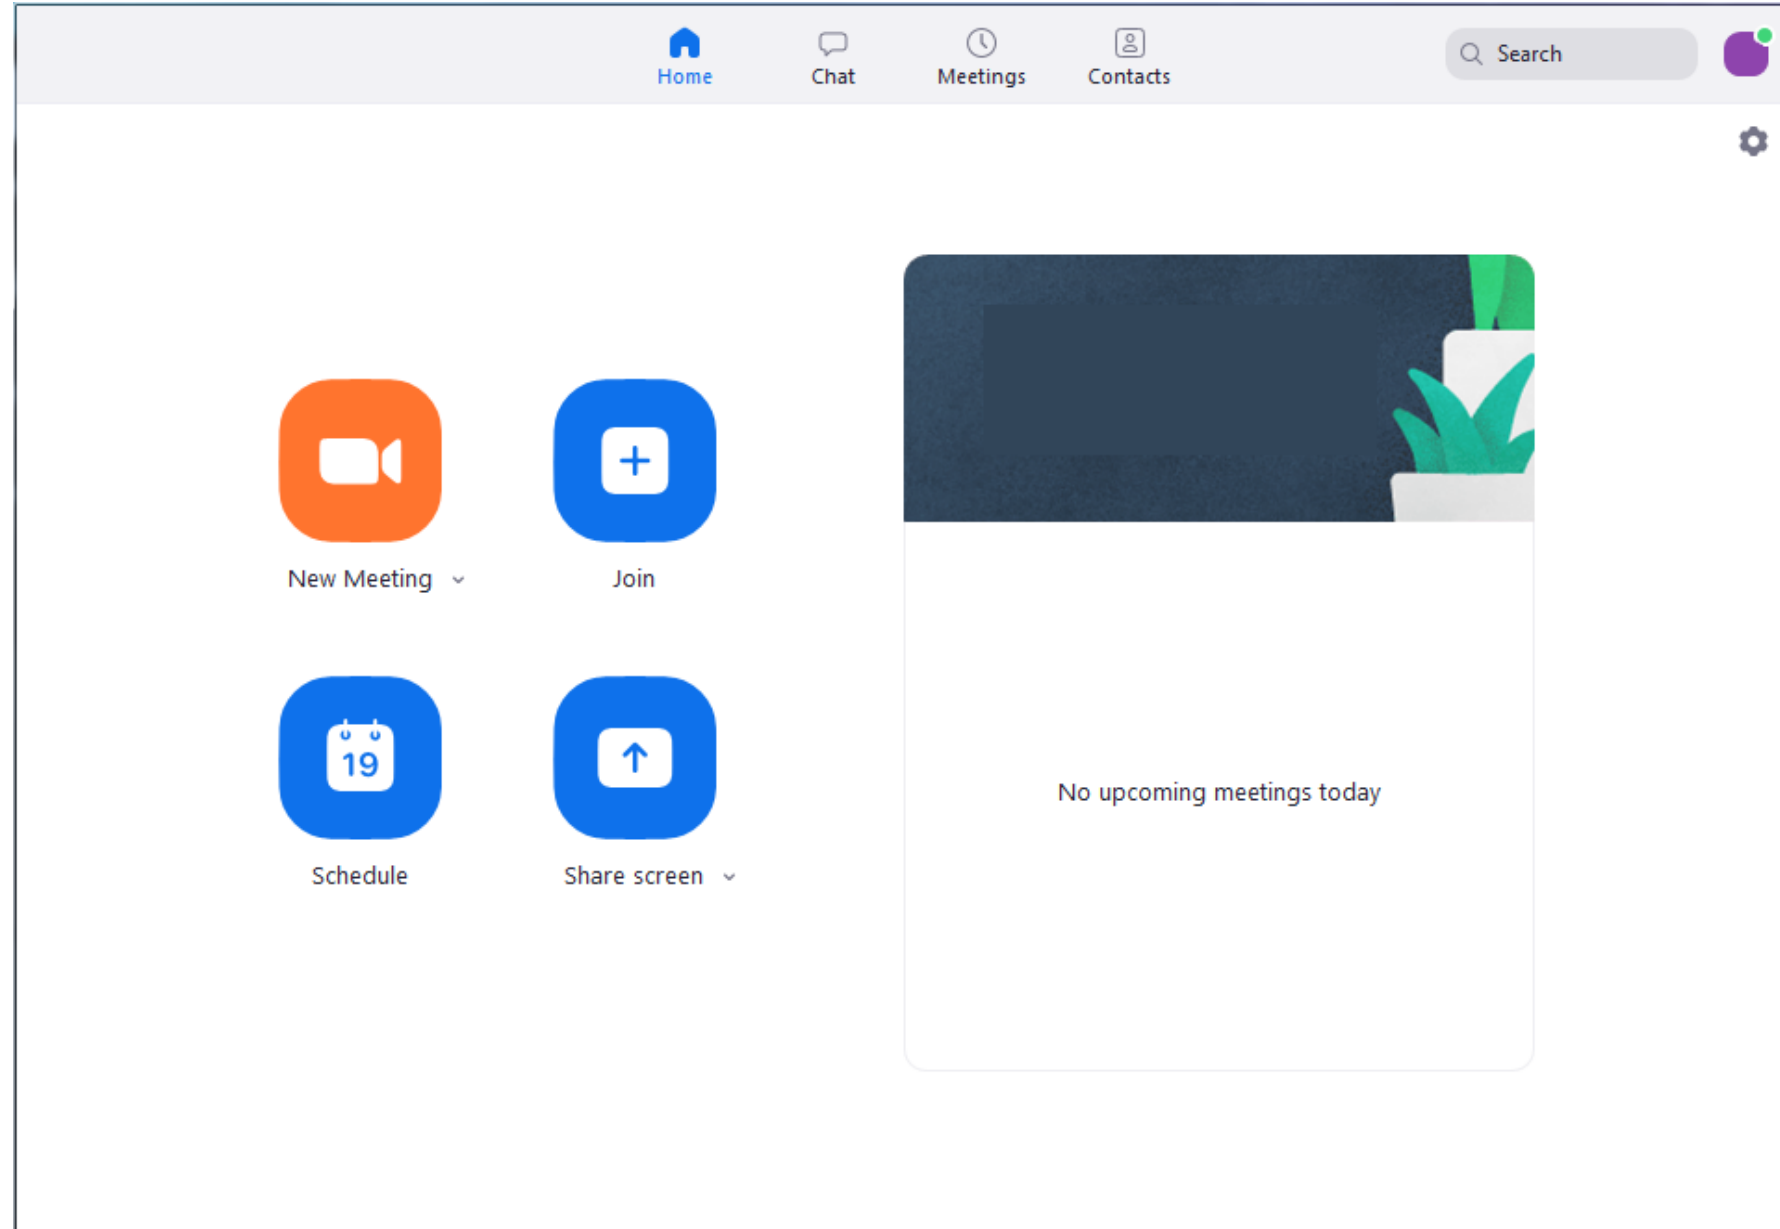 Home
Chat
Meetings
Contacts
Search
New Meeting
Join
19
Schedule
Share screen
No upcoming meetings today